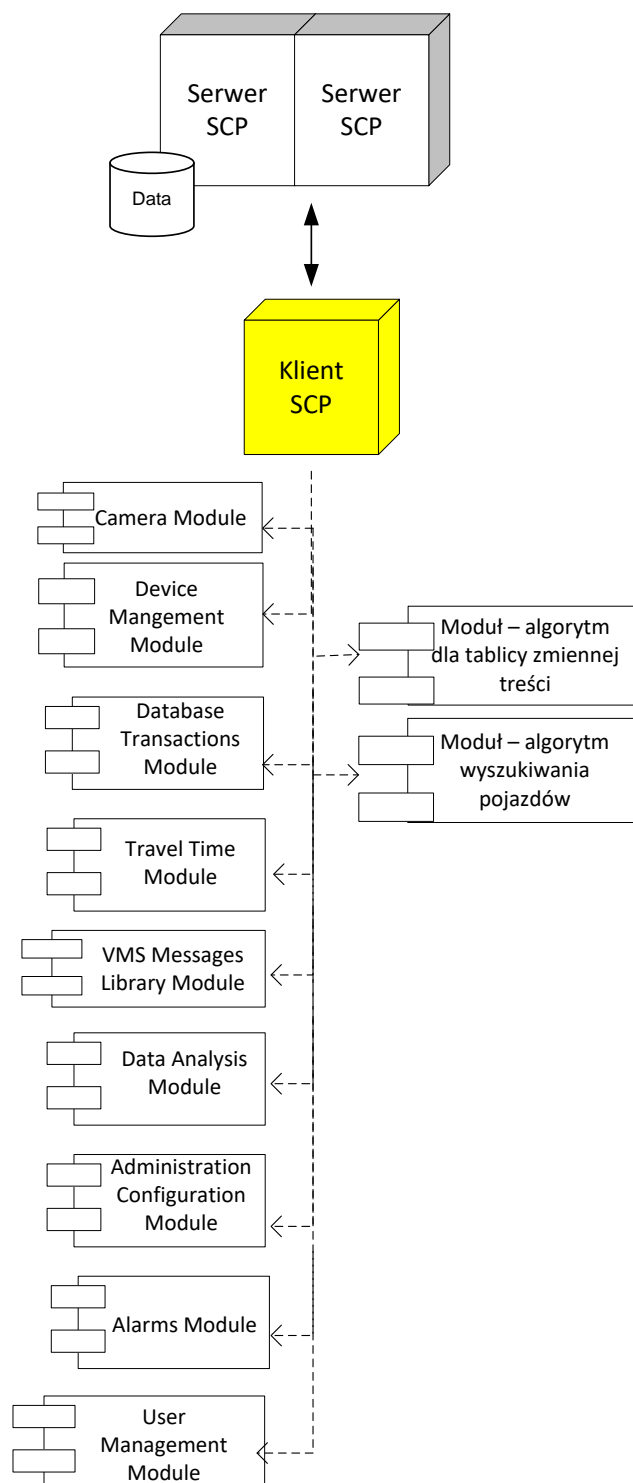 Serwer
SCP
Serwer
SCP
Data
Klient
SCP
Camera Module
Device
Mangement
Module
Database
Transactions
Module
Travel Time
Module
VMS Messages
Library Module
Data Analysis
Module
Administration
Configuration
Module
Alarms Module
User
Management
Module
Moduł – algorytm
dla tablicy zmiennej
treści
Moduł – algorytm
wyszukiwania
pojazdów